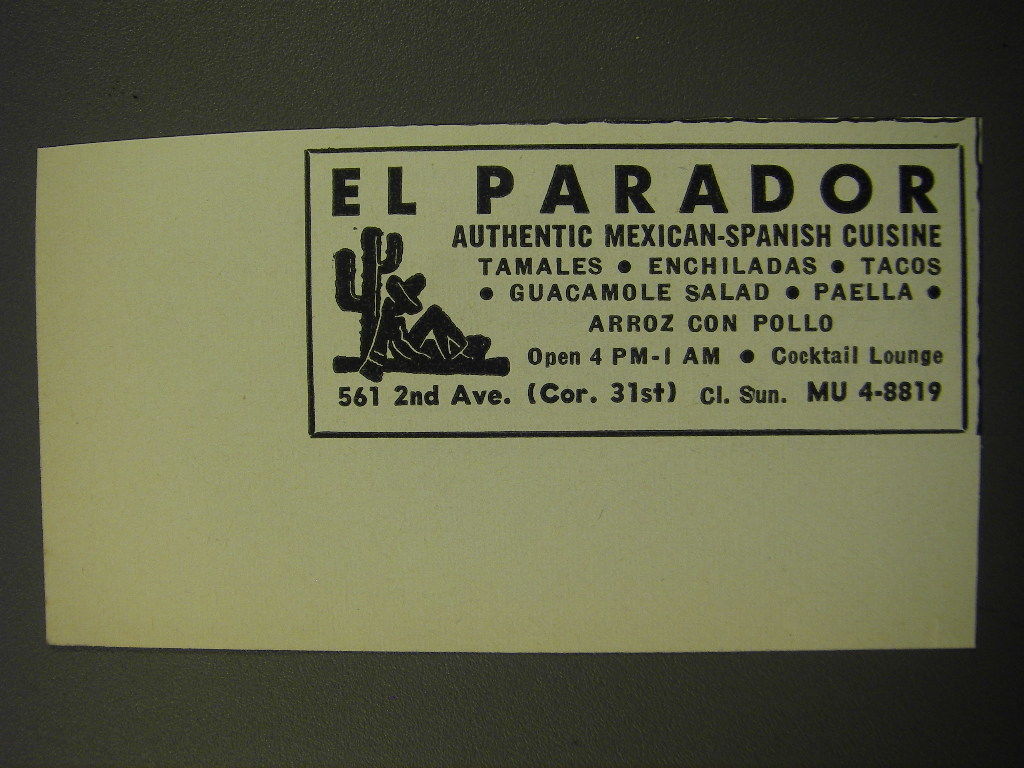 EL PARADOR
AUTHENTIC MEXICAN-SPANISH CUISINE
TAMALES • ENCHILADAS • TACOS
• GUACAMOLE SALAD • PAELLA •
ARROZ CON POLLO
Open 4 PM-1 AM • Cocktail Lounge
561 2nd Ave. (Cor. 31st) Cl. Sun. MU 4-8819